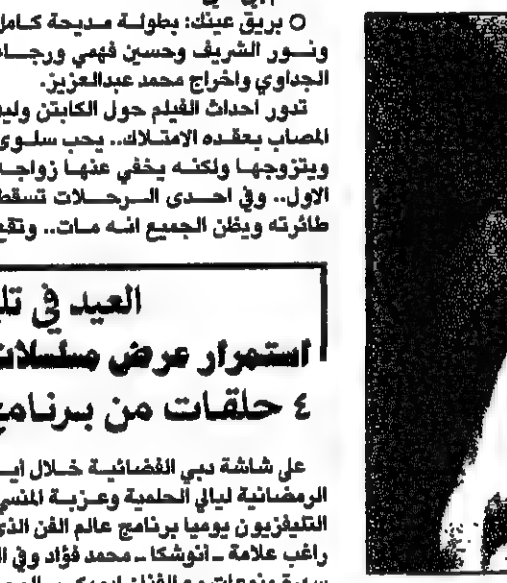 O بريق عينك: بطولة مديحة كامل
ونور الشريف وحسين فهمي ورجاء
الجداوي واخراج محمد عبدالعزيز.
تدور احداث الفيلم حول الكابتن وليد
المصاب بعقده الامتلاك.. يحب سلوى
ويتزوجها ولكنه يخفي عنها زواجه
الاول.. وفي احدى الرحلات تسقط
طائرته ويظن الجميع انه مات.. وتقع
العيد في
استمرار عرض مسلسلات
٤ حلقات من برنامج
على شاشة دبي الفضائية خلال
الرمضانية ليالي الحلمية وعزبة المنسي
التليفزيون يوميا برنامج عالم الفن الذي
راغب علامة ـ انوشكا ـ محمد فؤاد وفي